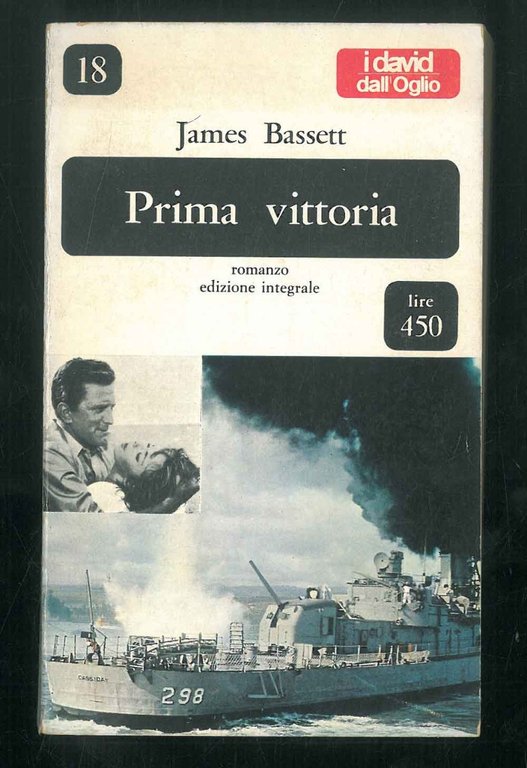 18
i david
dall'Oglio
James Bassett
Prima vittoria
romanzo
edizione integrale
lire
450
CASSIDAY
298